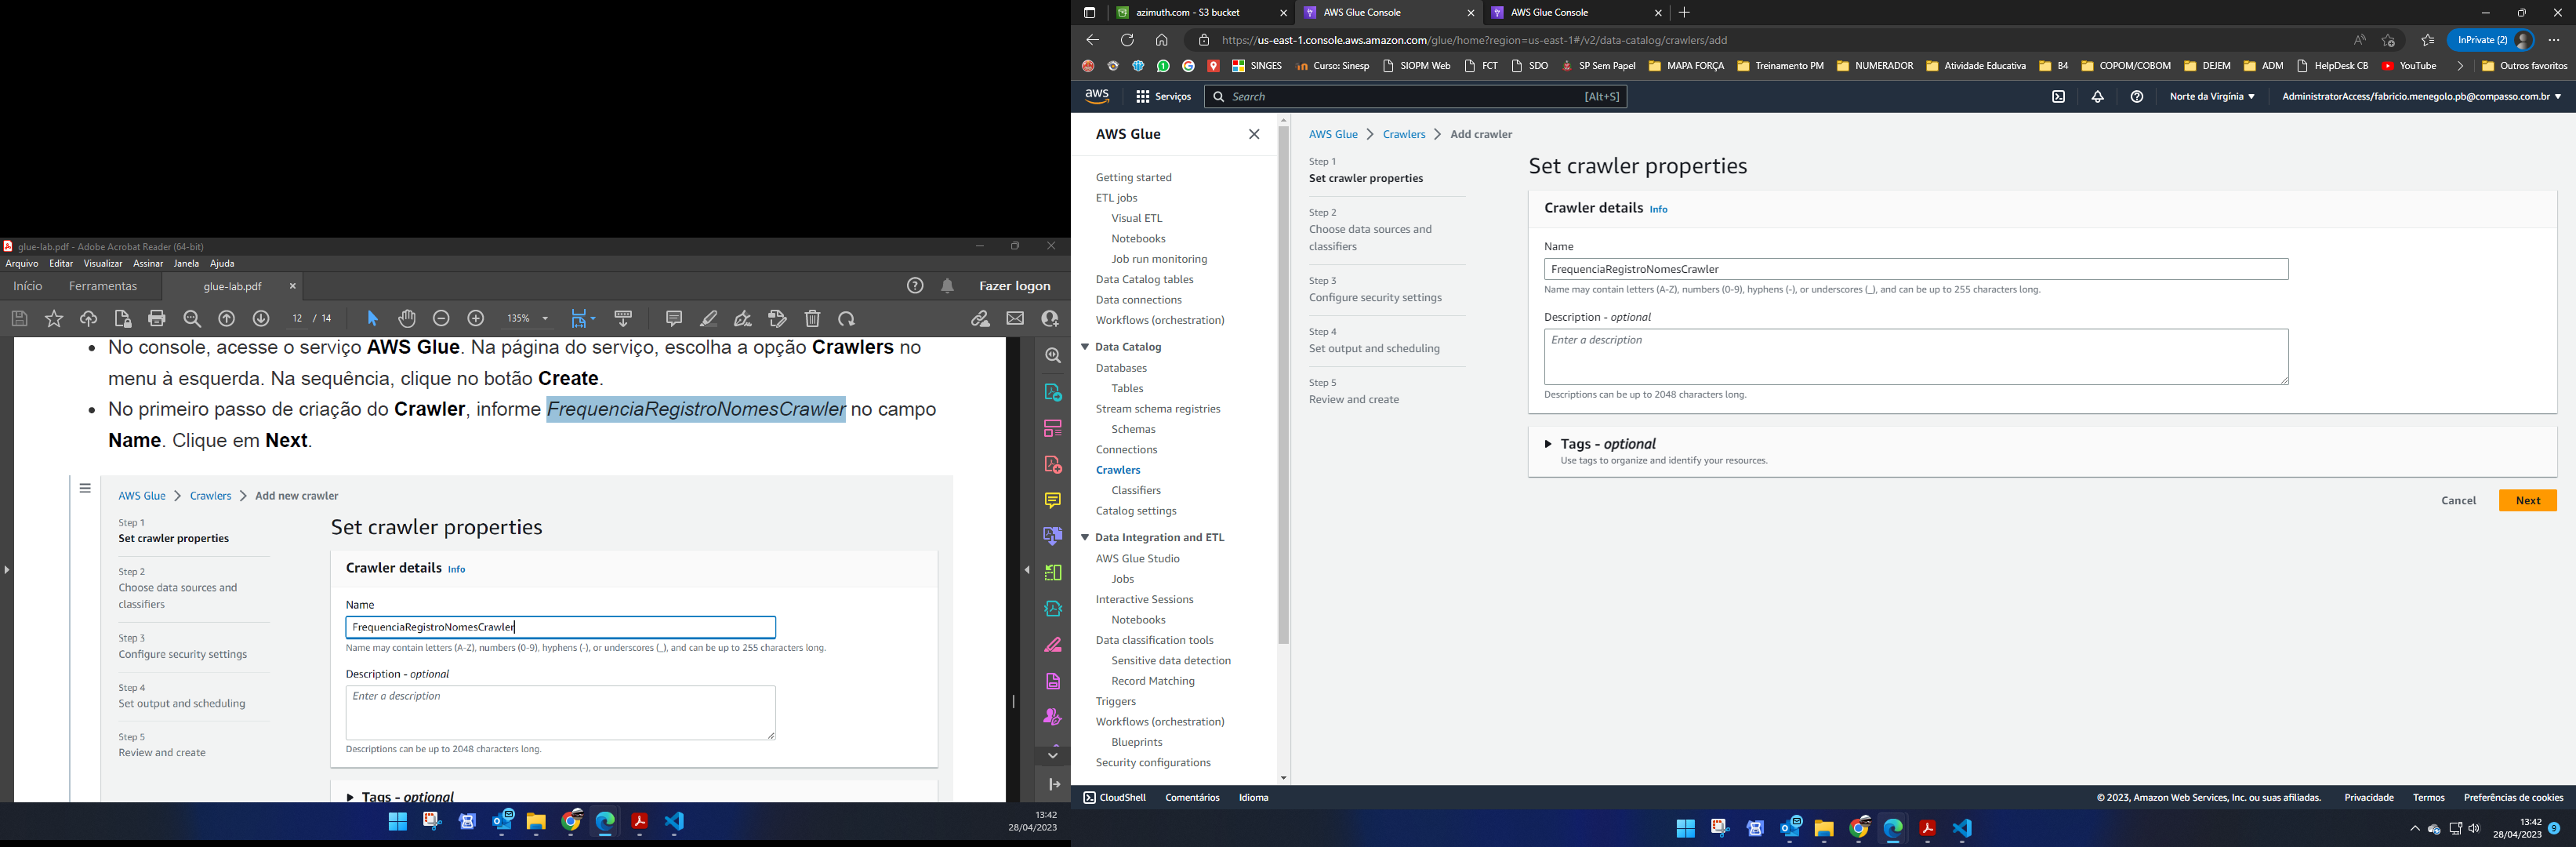 glue-lab.pdf - Adobe Acrobat Reader (64-bit)
Arquivo Editar Visualizar Assinar Janela Ajuda
Início Ferramentas glue-lab.pdf × Fazer logon
12 / 14 135%
• No console, acesse o serviço AWS Glue. Na página do serviço, escolha a opção Crawlers no
menu à esquerda. Na sequência, clique no botão Create.
• No primeiro passo de criação do Crawler, informe FrequenciaRegistroNomesCrawler no campo
Name. Clique em Next.
AWS Glue > Crawlers > Add new crawler
Step 1
Set crawler properties
Step 2
Choose data sources and
classifiers
Step 3
Configure security settings
Step 4
Set output and scheduling
Step 5
Review and create
Set crawler properties
Crawler details Info
Name
FrequenciaRegistroNomesCrawler
Name may contain letters (A-Z), numbers (0-9), hyphens (-), or underscores (_), and can be up to 255 characters long.
Description - optional
Enter a description
Descriptions can be up to 2048 characters long.
Tags - optional
13:42
28/04/2023
azimuth.com - S3 bucket
AWS Glue Console
AWS Glue Console
https://us-east-1.console.aws.amazon.com/glue/home?region=us-east-1#/v2/data-catalog/crawlers/add
InPrivate (2)
SINGES Curso: Sinesp SIOPM Web FCT SDO SP Sem Papel MAPA FORÇA Treinamento PM NUMERADOR Atividade Educativa B4 COPOM/COBOM DEJEM ADM HelpDesk CB YouTube Outros favoritos
aws Serviços Search [Alt+S] Norte da Virgínia AdministratorAccess/fabricio.menegolo.pb@compasso.com.br
AWS Glue
Getting started
ETL jobs
Visual ETL
Notebooks
Job run monitoring
Data Catalog tables
Data connections
Workflows (orchestration)
Data Catalog
Databases
Tables
Stream schema registries
Schemas
Connections
Crawlers
Classifiers
Catalog settings
Data Integration and ETL
AWS Glue Studio
Jobs
Interactive Sessions
Notebooks
Data classification tools
Sensitive data detection
Record Matching
Triggers
Workflows (orchestration)
Blueprints
Security configurations
AWS Glue > Crawlers > Add crawler
Step 1
Set crawler properties
Step 2
Choose data sources and
classifiers
Step 3
Configure security settings
Step 4
Set output and scheduling
Step 5
Review and create
Set crawler properties
Crawler details Info
Name
FrequenciaRegistroNomesCrawler
Name may contain letters (A-Z), numbers (0-9), hyphens (-), or underscores (_), and can be up to 255 characters long.
Description - optional
Enter a description
Descriptions can be up to 2048 characters long.
Tags - optional
Use tags to organize and identify your resources.
Cancel Next
CloudShell Comentários Idioma © 2023, Amazon Web Services, Inc. ou suas afiliadas. Privacidade Termos Preferências de cookies
13:42
28/04/2023
9